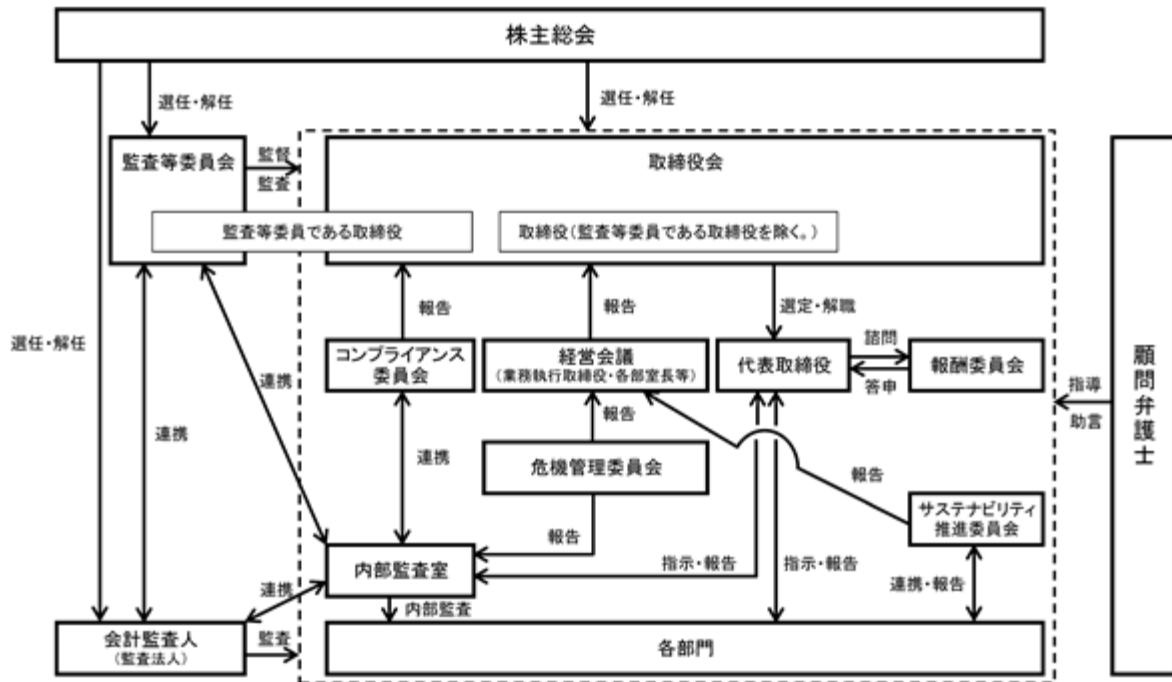 株主総会
選任・解任
選任・解任
監査等委員会
監督
監査
取締役会
監査等委員である取締役
取締役(監査等委員である取締役を除く。)
選任・解任
報告
報告
選定・解職
コンプライアンス
委員会
経営会議
(業務執行取締役・各部室長等)
代表取締役
諮問
答申
報酬委員会
指導
助言
顧問弁護士
連携
連携
連携
報告
危機管理委員会
報告
サステナビリティ
推進委員会
報告
内部監査室
指示・報告
指示・報告
連携・報告
連携
内部監査
会計監査人
(監査法人)
監査
各部門